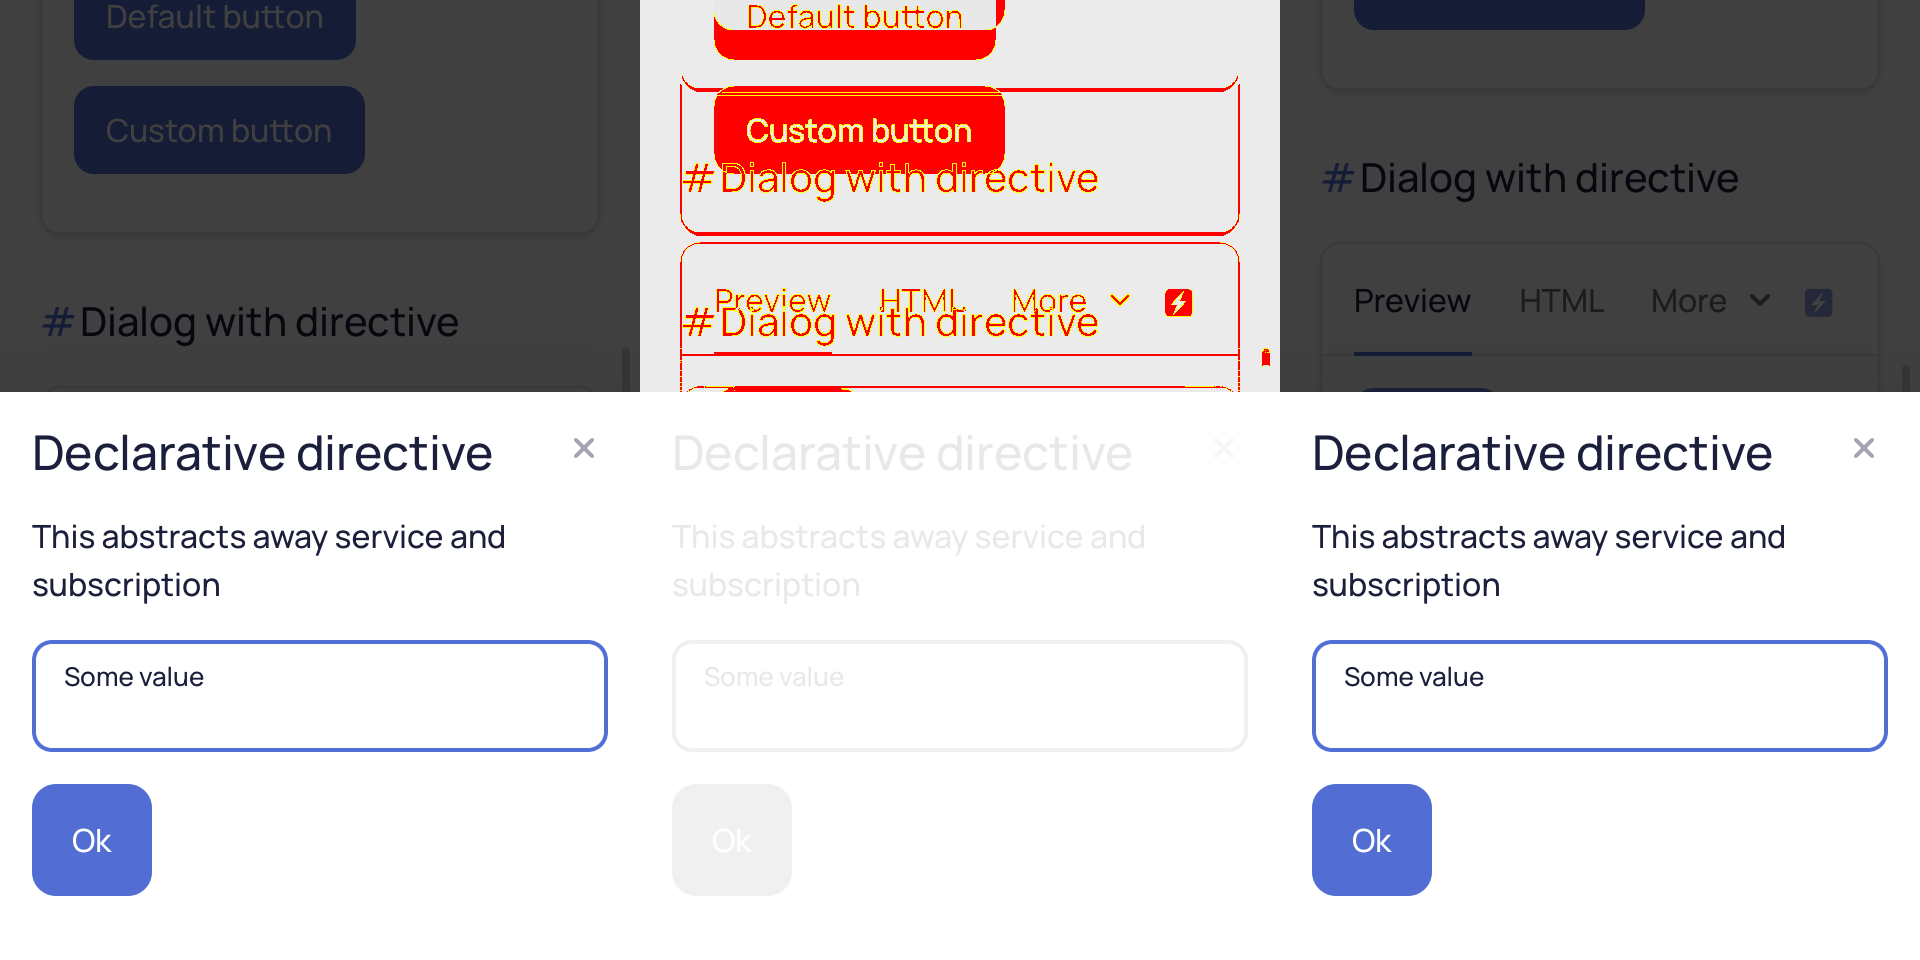 Default button
Custom button
# Dialog with directive
Declarative directive
This abstracts away service and
subscription
Some value
Ok
Default button
Custom button
# Dialog with directive
Preview HTML More
# Dialog with directive
Declarative directive
This abstracts away service and
subscription
Some value
Ok
# Dialog with directive
Preview HTML More
Declarative directive
This abstracts away service and
subscription
Some value
Ok